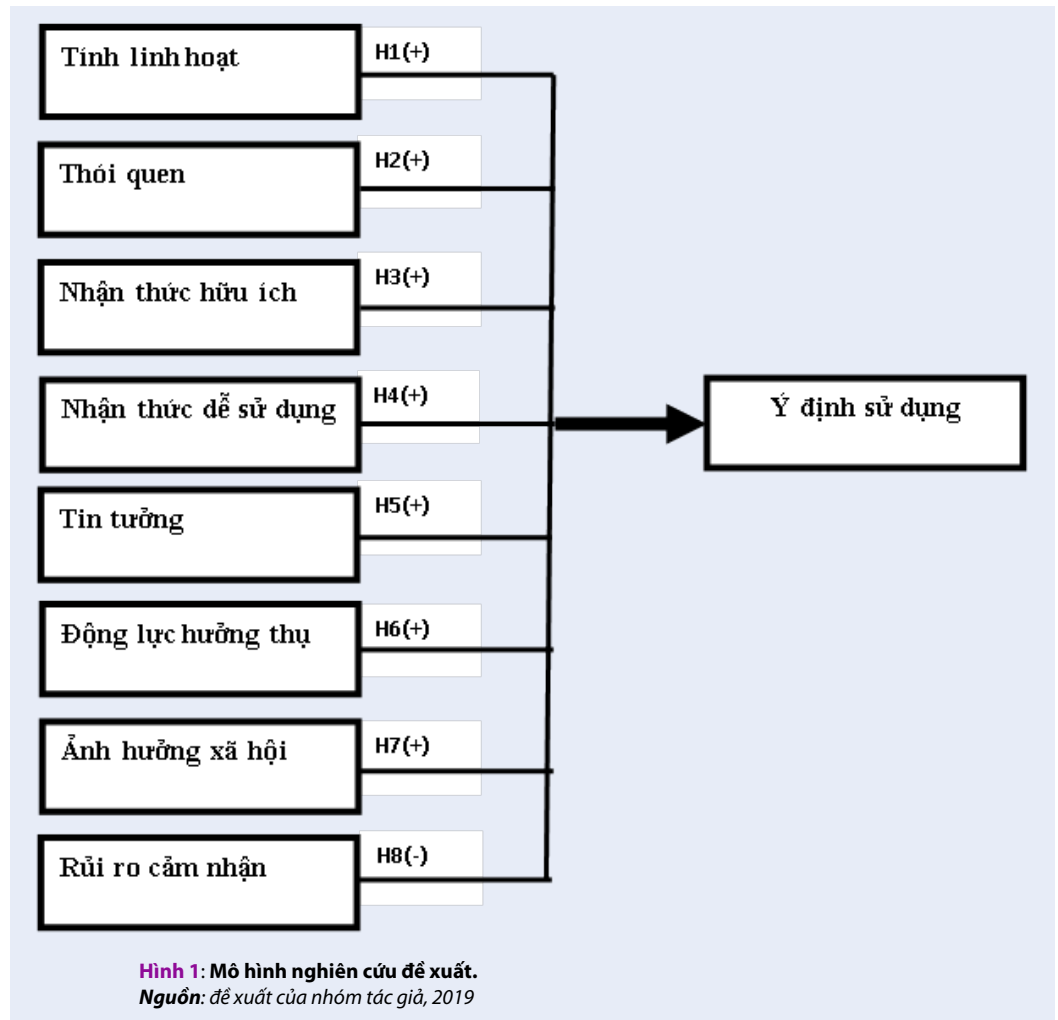 Tính linh hoạt
H1(+)
Thói quen
H2(+)
Nhận thức hữu ích
H3(+)
Nhận thức dễ sử dụng
H4(+)
Ý định sử dụng
Tin tưởng
H5(+)
Động lực hưởng thụ
H6(+)
Ảnh hưởng xã hội
H7(+)
Rủi ro cảm nhận
H8(-)
Hình 1: Mô hình nghiên cứu đề xuất.
Nguồn: đề xuất của nhóm tác giả, 2019